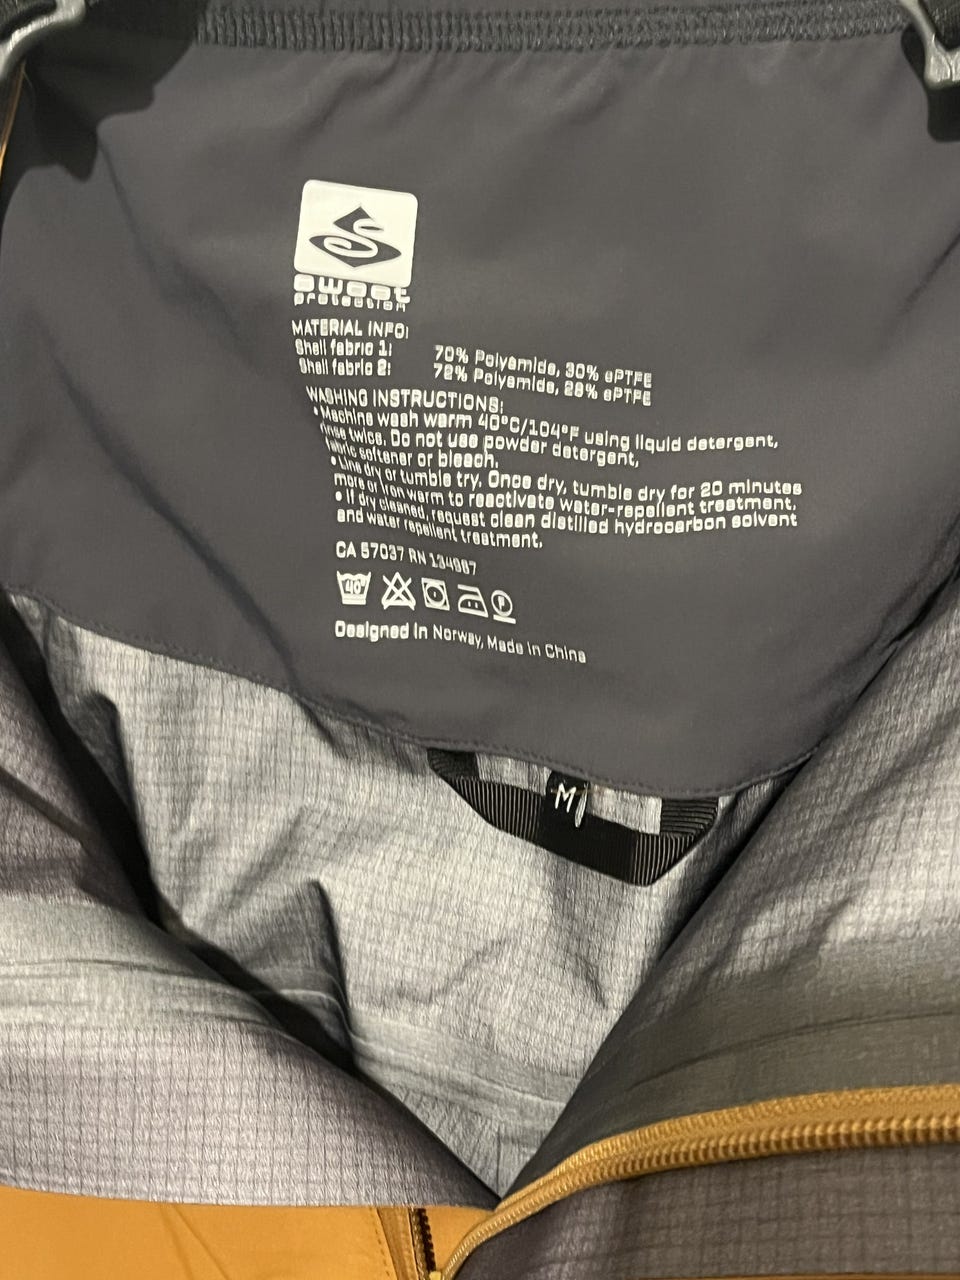 sweet
protection
MATERIAL INFO:
Shell fabric 1: 70% Polyamide, 30% ePTFE
Shell fabric 2: 72% Polyamide, 28% ePTFE
WASHING INSTRUCTIONS:
• Machine wash warm 40°C/104°F using liquid detergent,
rinse twice. Do not use powder detergent,
fabric softener or bleach.
• Line dry or tumble try. Once dry, tumble dry for 20 minutes
more or iron warm to reactivate water-repellent treatment.
• If dry cleaned, request clean distilled hydrocarbon solvent
and water repellent treatment.
CA 57037 RN 134987
40°
P
Designed in Norway, Made in China
M